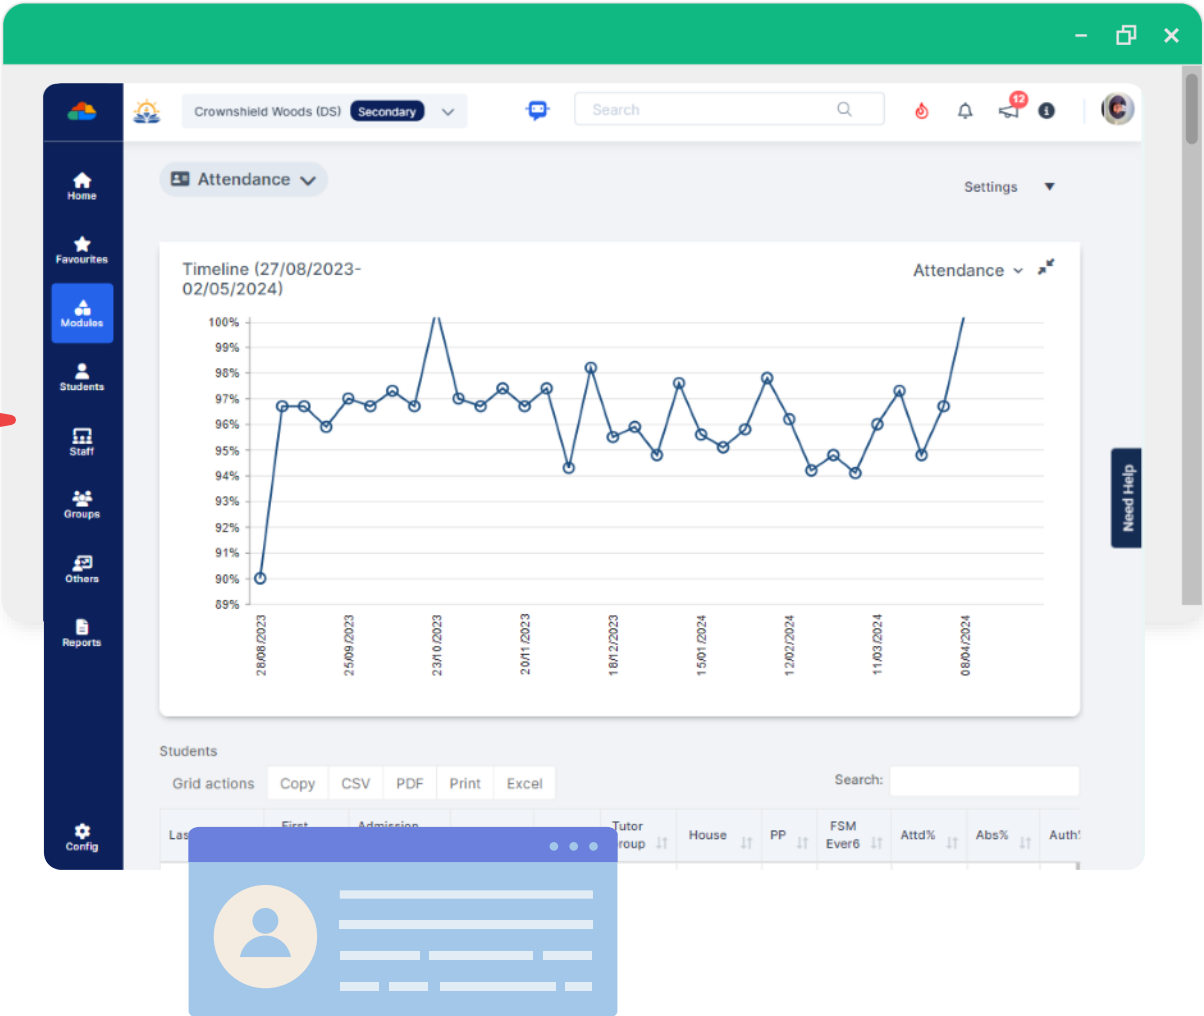 Crownshield Woods (DS) Secondary
Search
12
Home
Favourites
Modules
Students
Staff
Groups
Others
Reports
Config
Attendance
Settings
Timeline (27/08/2023-
02/05/2024)
Attendance
100%
99%
98%
97%
96%
95%
94%
93%
92%
91%
90%
89%
28/08/2023
25/09/2023
23/10/2023
20/11/2023
18/12/2023
15/01/2024
12/02/2024
11/03/2024
08/04/2024
Need Help
Students
Grid actions Copy CSV PDF Print Excel
Search:
First
Admission
Tutor
House
PP
FSM
Ever6
Attd%
Abs%